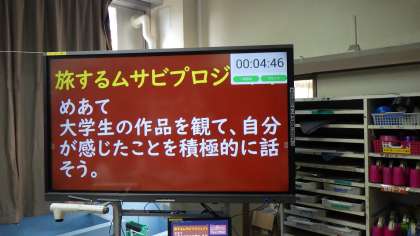 旅するムサビプロジ
00:04:46
めあて
大学生の作品を観て、自分
が感じたことを積極的に話
そう。